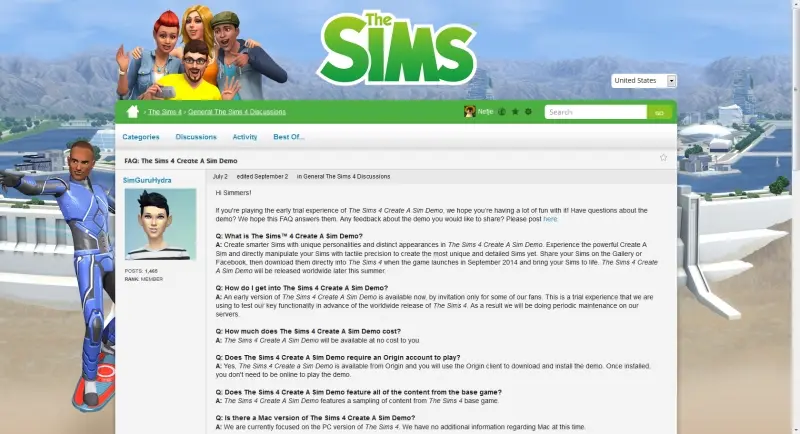 The
SIMS
United States
› The Sims 4 › General The Sims 4 Discussions
Netje
Search
GO
Categories Discussions Activity Best Of...
FAQ: The Sims 4 Create A Sim Demo
SimGuruHydra
July 2 edited September 2 in General The Sims 4 Discussions
POSTS: 1,465
RANK: MEMBER
Hi Simmers!
If you're playing the early trial experience of The Sims 4 Create A Sim Demo, we hope you're having a lot of fun with it! Have questions about the
demo? We hope this FAQ answers them. Any feedback about the demo you would like to share? Please post here.
Q: What is The Sims™ 4 Create A Sim Demo?
A: Create smarter Sims with unique personalities and distinct appearances in The Sims 4 Create A Sim Demo. Experience the powerful Create A
Sim and directly manipulate your Sims with tactile precision to create the most unique and detailed Sims yet. Share your Sims on the Gallery or
Facebook, then download them directly into The Sims 4 when the game launches in September 2014 and bring your Sims to life. The Sims 4 Create
A Sim Demo will be released worldwide later this summer.
Q: How do I get into The Sims 4 Create A Sim Demo?
A: An early version of The Sims 4 Create A Sim Demo is available now, by invitation only for some of our fans. This is a trial experience that we are
using to test our key functionality in advance of the worldwide release of The Sims 4. As a result we will be doing periodic maintenance on our
servers.
Q: How much does The Sims 4 Create A Sim Demo cost?
A: The Sims 4 Create A Sim Demo will be available at no cost to you.
Q: Does The Sims 4 Create A Sim Demo require an Origin account to play?
A: Yes, The Sims 4 Create a Sim Demo is available from Origin and you will use the Origin client to download and install the demo. Once installed,
you don't need to be online to play the demo.
Q: Does The Sims 4 Create A Sim Demo feature all of the content from the base game?
A: The Sims 4 Create A Sim Demo features a sampling of content from The Sims 4 base game.
Q: Is there a Mac version of The Sims 4 Create A Sim Demo?
A: We are currently focused on the PC version of The Sims 4. We have no additional information regarding Mac at this time.